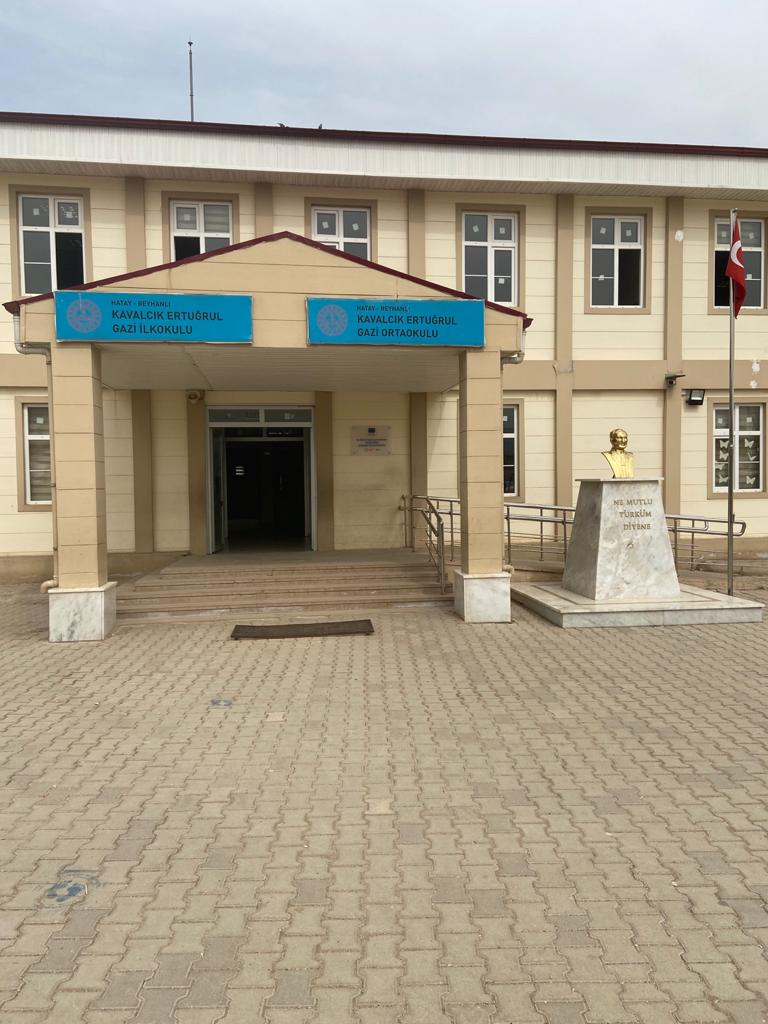 HATAY - REYHANLI
KAVALCIK ERTUĞRUL
GAZİ İLKOKULU
HATAY - REYHANLI
KAVALCIK ERTUĞRUL
GAZİ ORTAOKULU
NE MUTLU
TÜRKÜM
DİYENE